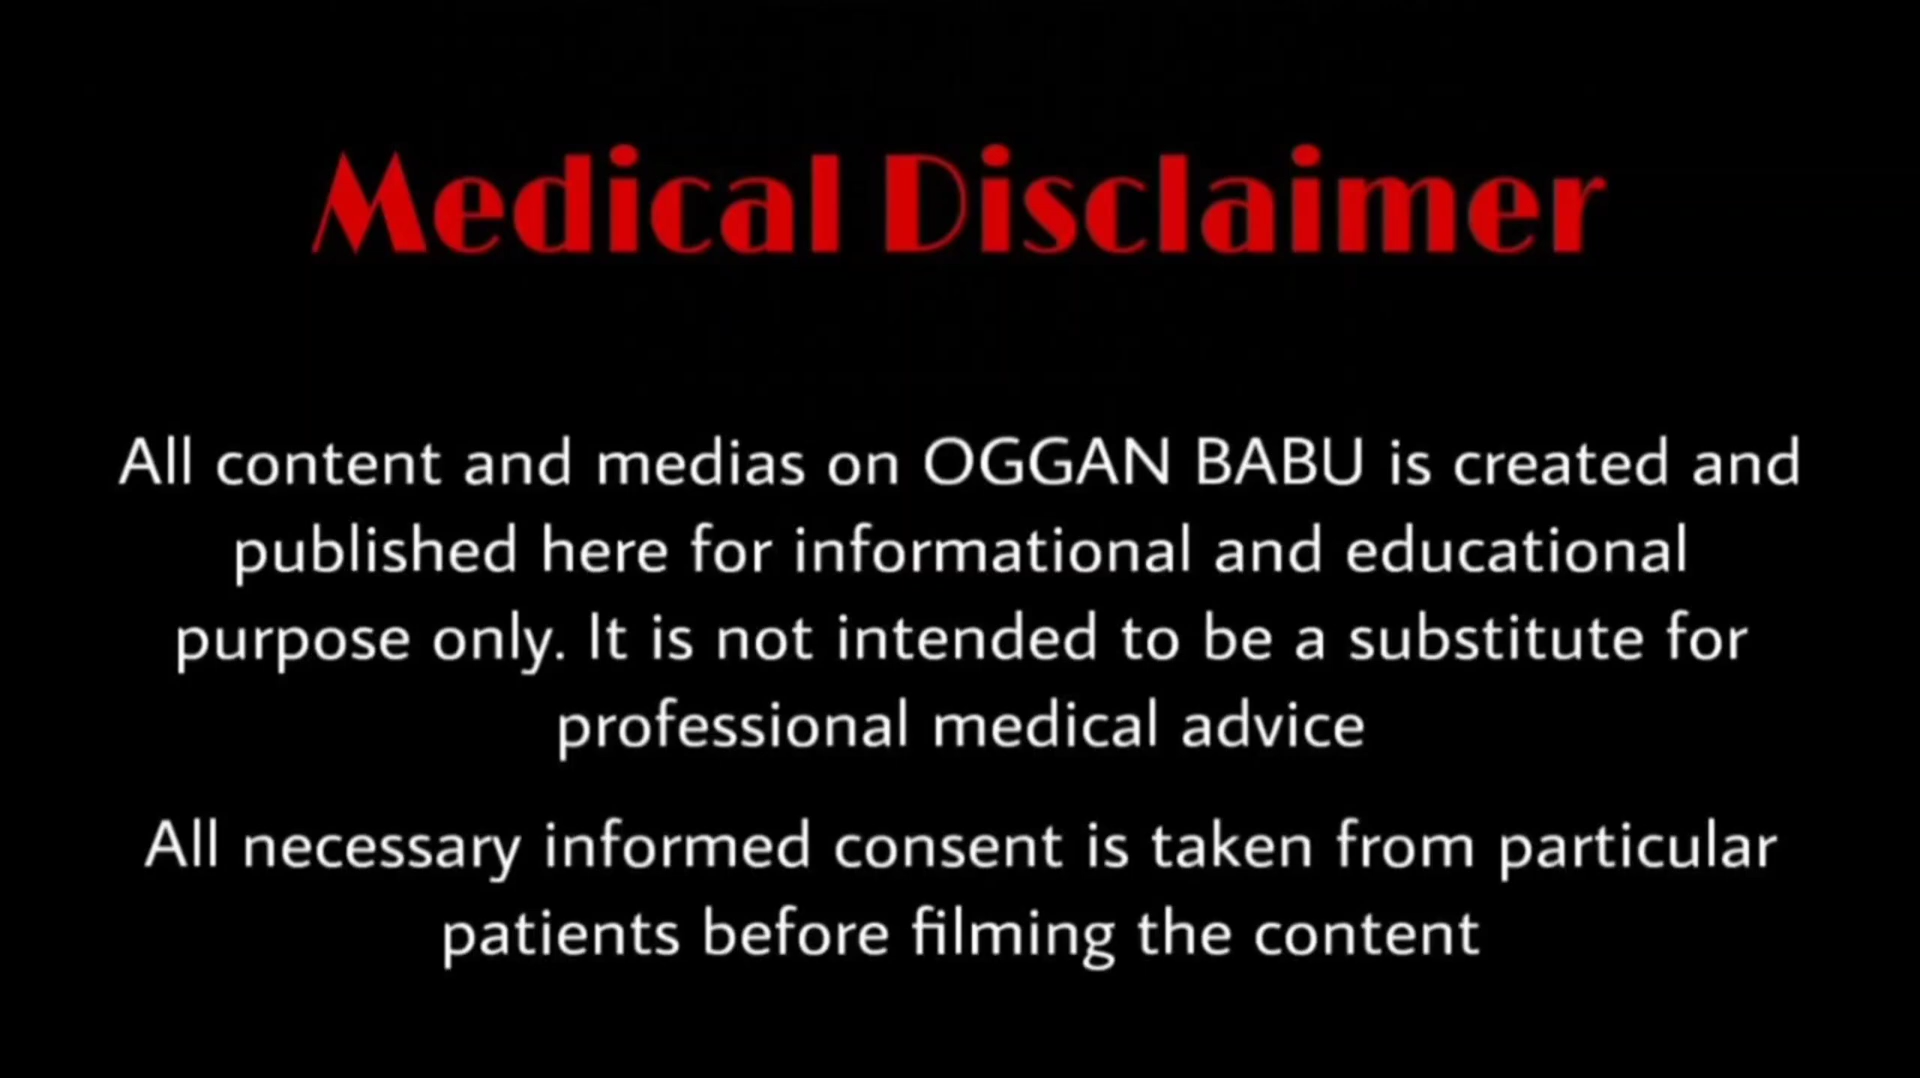 Medical Disclaimer
All content and medias on OGGAN BABU is created and
published here for informational and educational
purpose only. It is not intended to be a substitute for
professional medical advice
All necessary informed consent is taken from particular
patients before filming the content